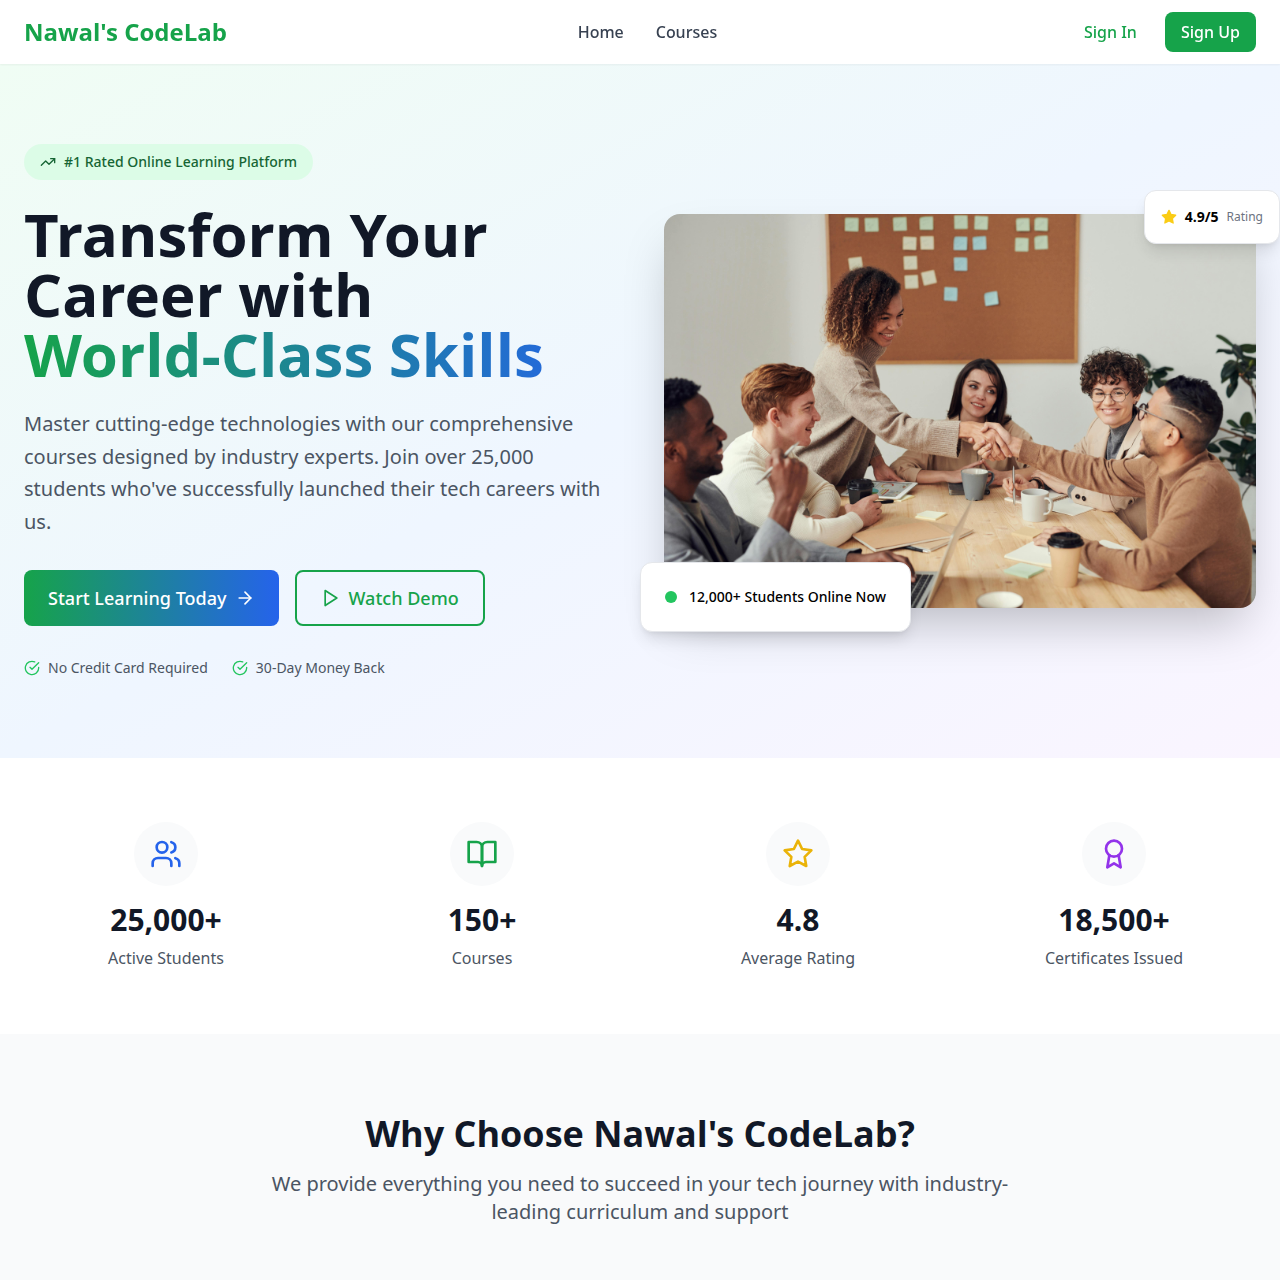 Nawal's CodeLab
Home
Courses
Sign In
Sign Up
#1 Rated Online Learning Platform
Transform Your
Career with
World-Class Skills
Master cutting-edge technologies with our comprehensive
courses designed by industry experts. Join over 25,000
students who've successfully launched their tech careers with
us.
Start Learning Today
Watch Demo
No Credit Card Required
30-Day Money Back
4.9/5 Rating
12,000+ Students Online Now
25,000+
Active Students
150+
Courses
4.8
Average Rating
18,500+
Certificates Issued
Why Choose Nawal's CodeLab?
We provide everything you need to succeed in your tech journey with industry-
leading curriculum and support